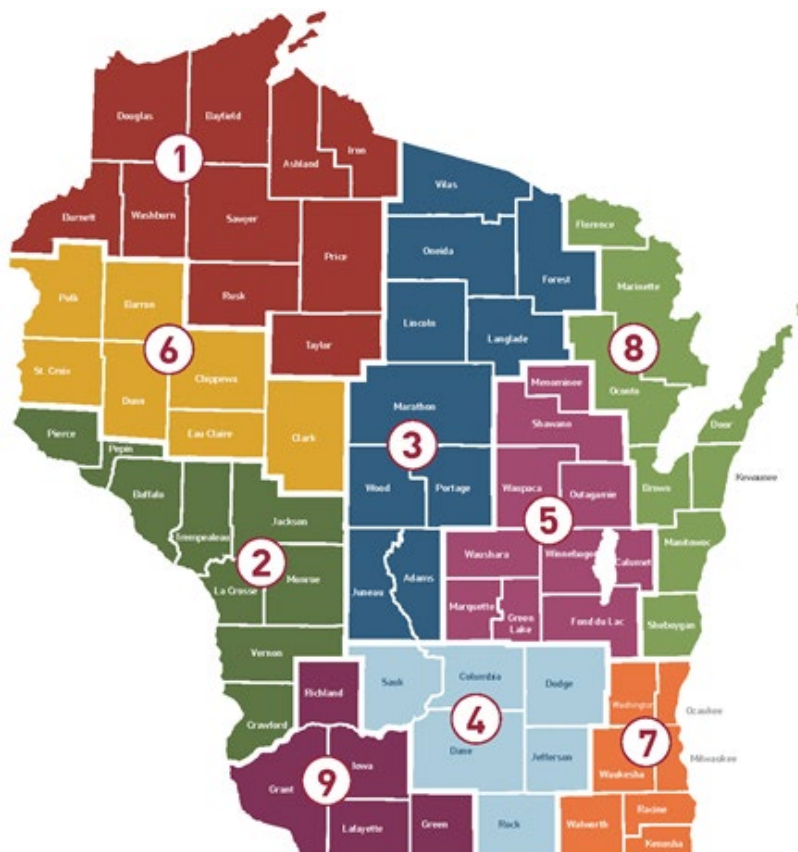 Douglas
Bayfield
Ashland
Iron
1
Burnett
Washburn
Sawyer
Price
Rusk
Taylor
Vilas
Oneida
Forest
Lincoln
Langlade
Florence
Marinette
8
Oconto
Door
Polk
Barron
6
St. Croix
Dunn
Chippewa
Eau Claire
Clark
Marathon
3
Wood
Portage
Juneau
Adams
Menominee
Shawano
Waupaca
Outagamie
5
Waushara
Winnebago
Calumet
Marquette
Green
Lake
Fond du Lac
Brown
Kewaunee
Manitowoc
Sheboygan
Pierce
Pepin
Buffalo
Trempealeau
Jackson
2
La Crosse
Monroe
Vernon
Crawford
Richland
Sauk
Columbia
Dodge
4
Dane
Jefferson
Rock
Washington
Ozaukee
7
Milwaukee
Waukesha
Walworth
Racine
Kenosha
Grant
9
Iowa
Lafayette
Green